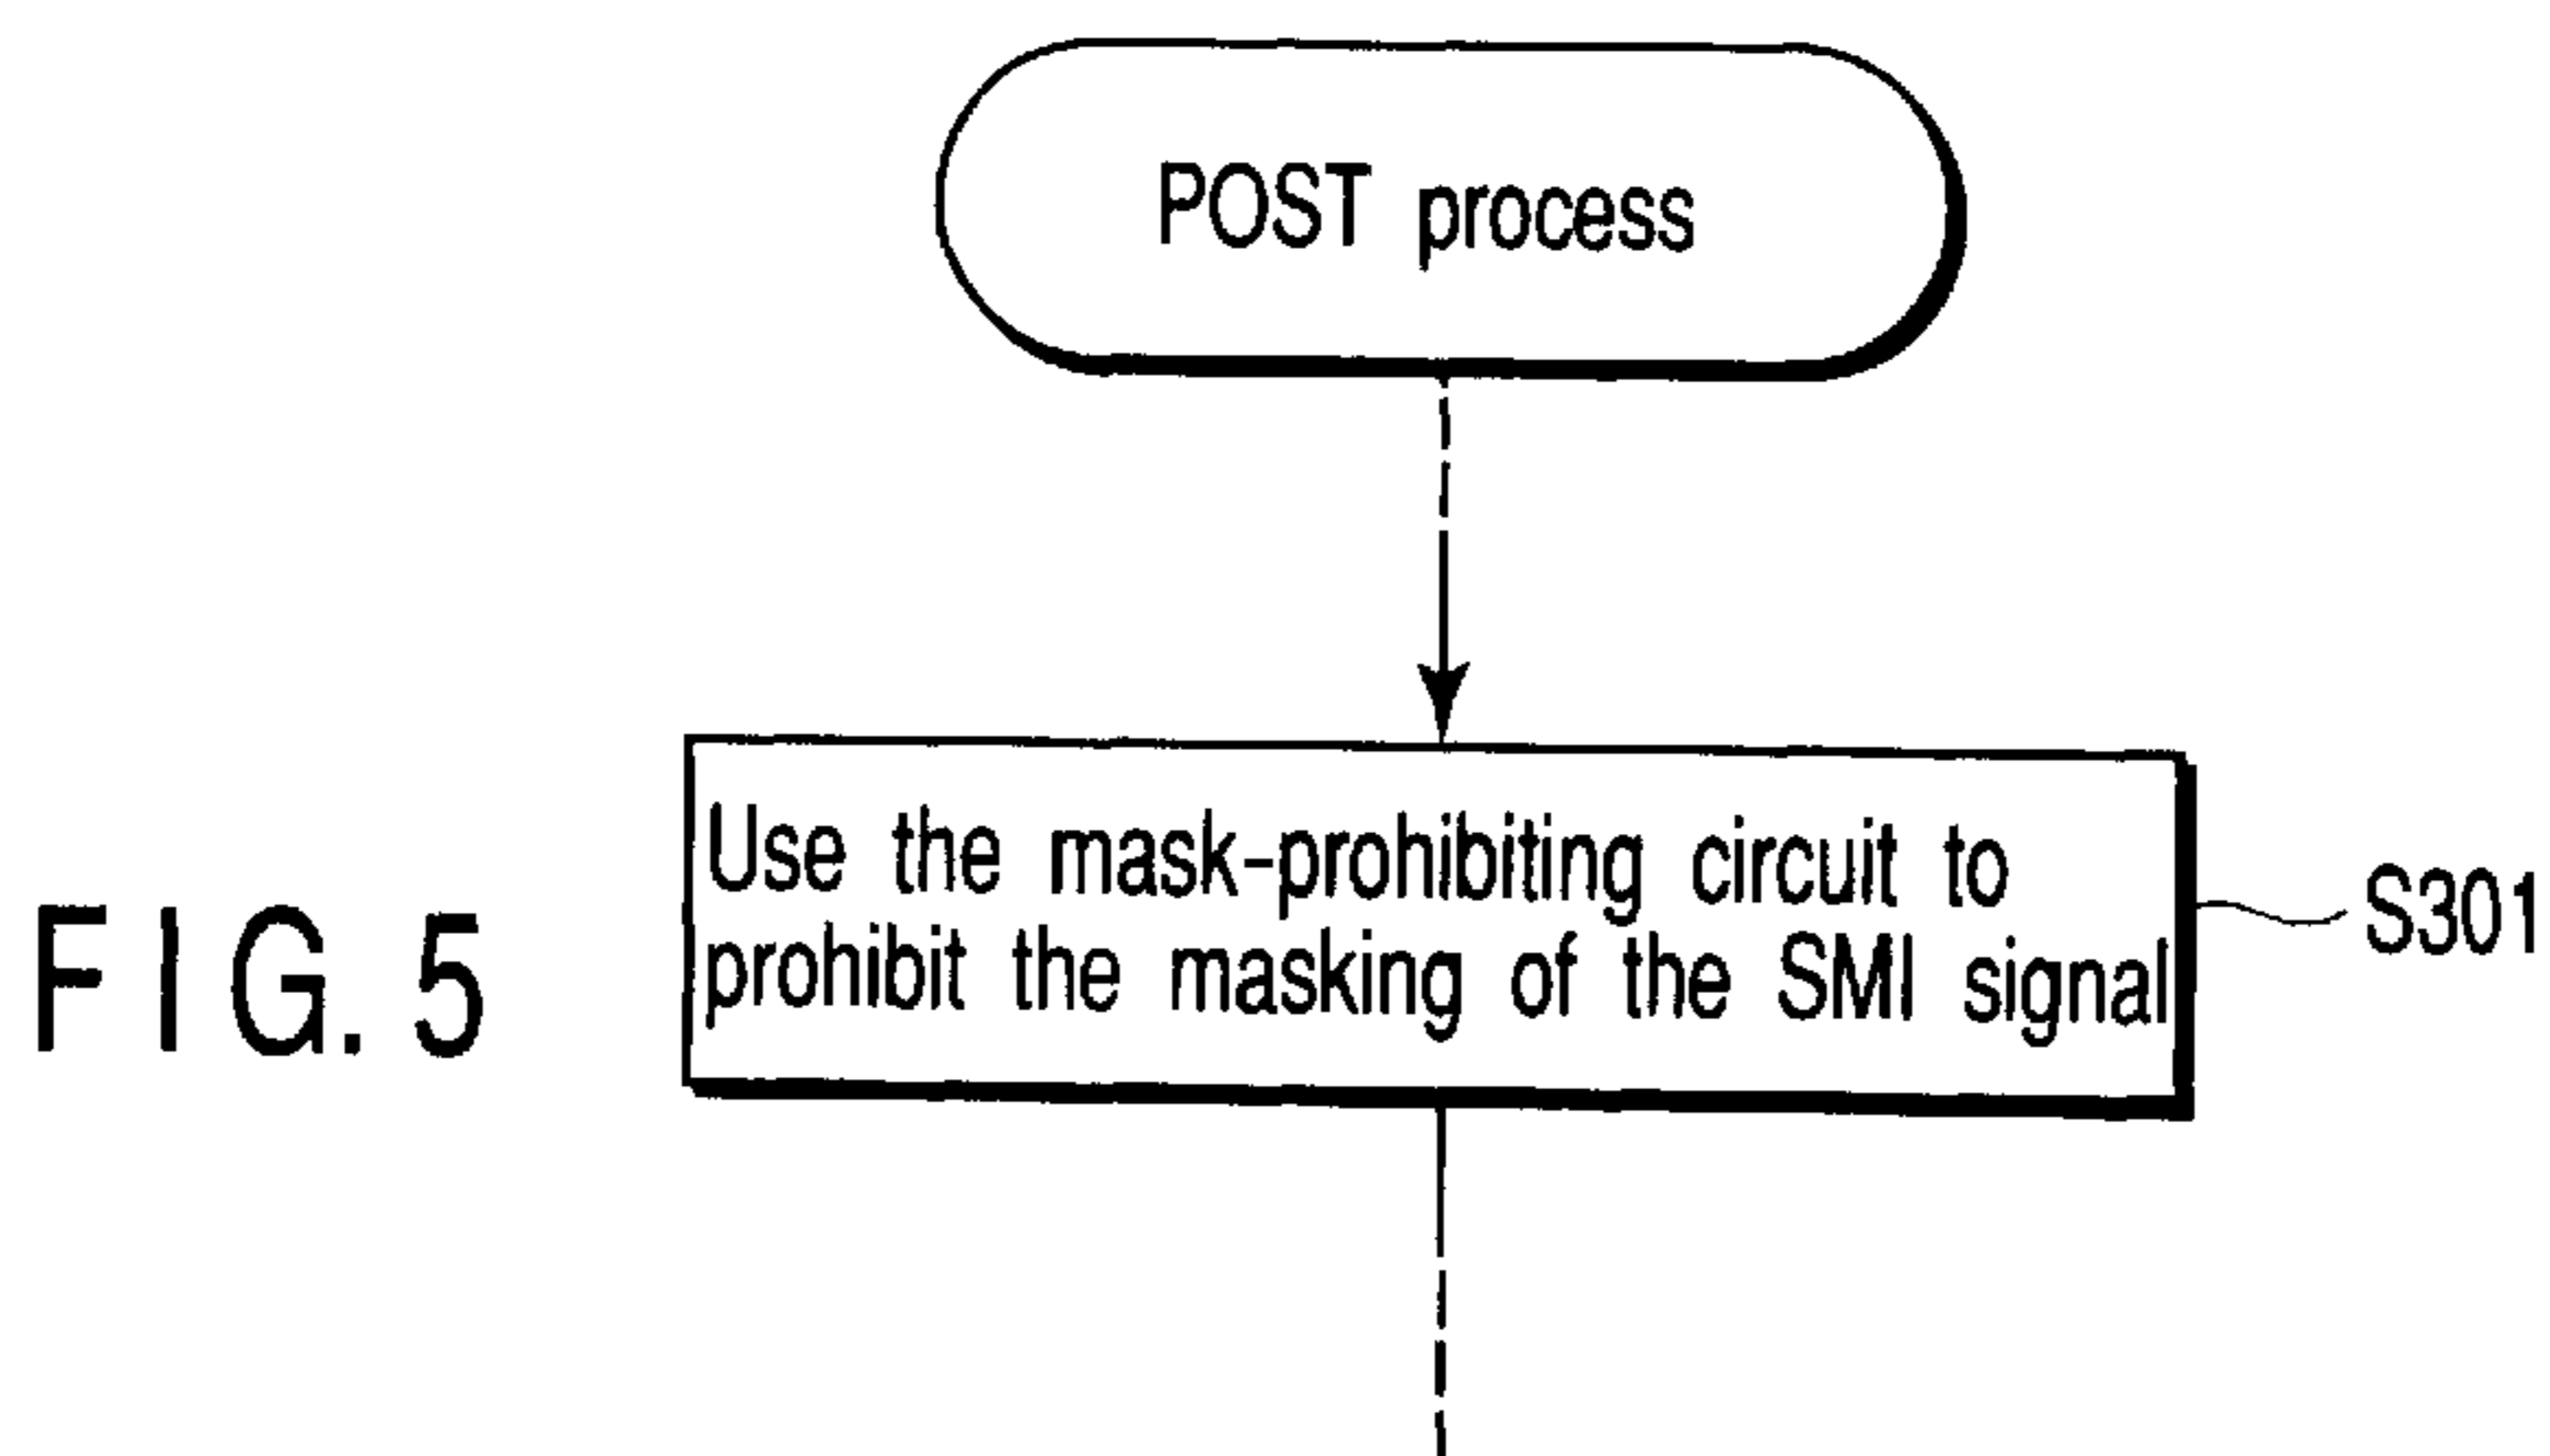 POST process
Use the mask-prohibiting circuit to
prohibit the masking of the SMI signal
S301
FIG. 5